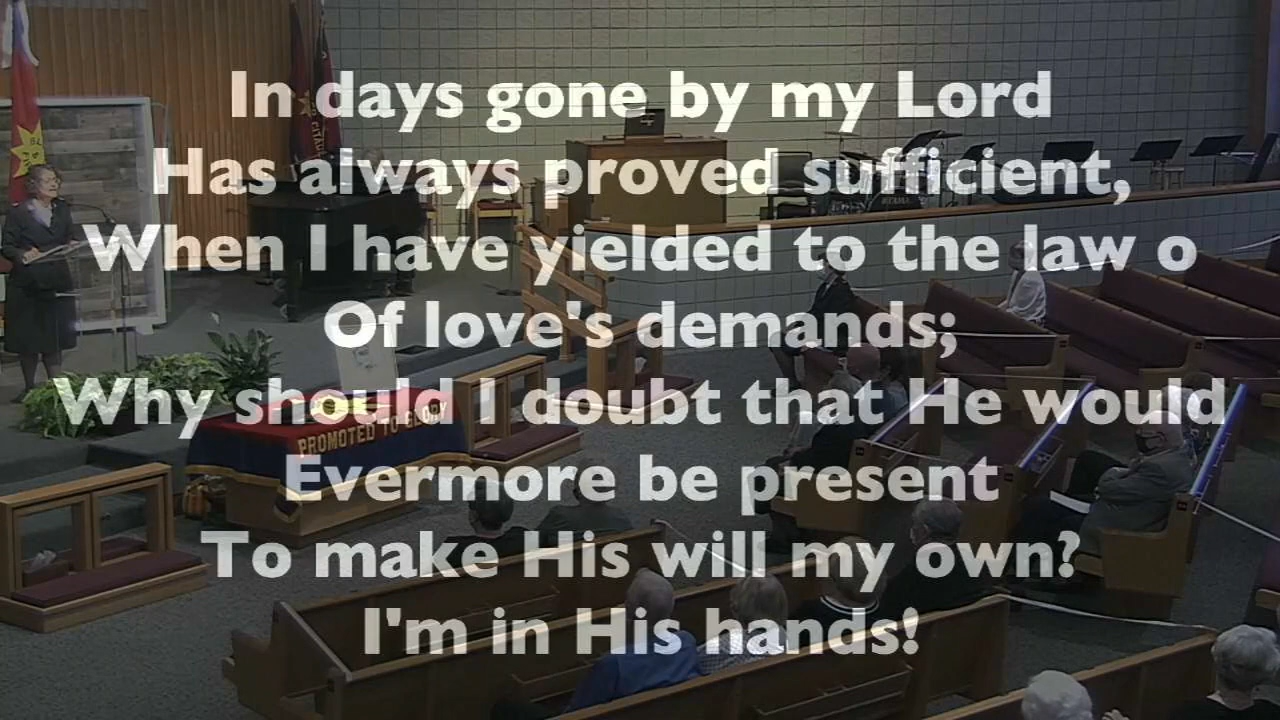 In days gone by my Lord
Has always proved sufficient,
When I have yielded to the law o
Of love's demands;
Why should I doubt that He would
PROMOTED TO GLORY
Evermore be present
To make His will my own?
I'm in His hands!
TAMA